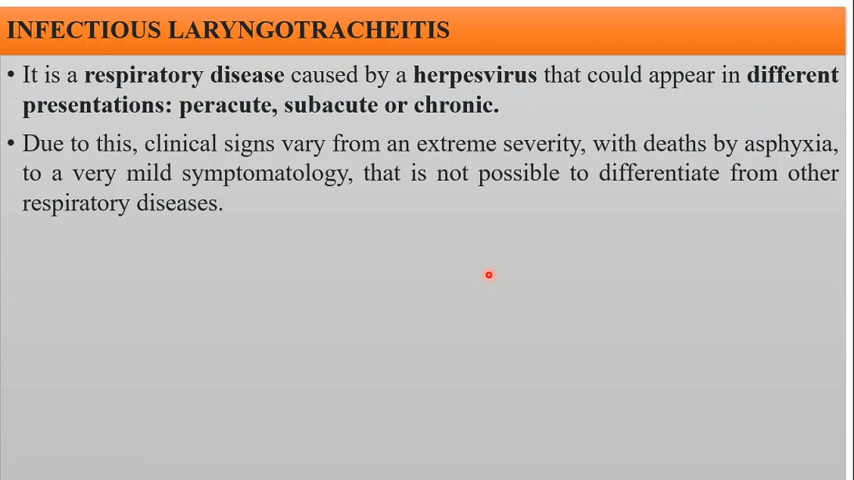 INFECTIOUS LARYNGOTRACHEITIS
• It is a respiratory disease caused by a herpesvirus that could appear in different
presentations: peracute, subacute or chronic.
• Due to this, clinical signs vary from an extreme severity, with deaths by asphyxia,
to a very mild symptomatology, that is not possible to differentiate from other
respiratory diseases.